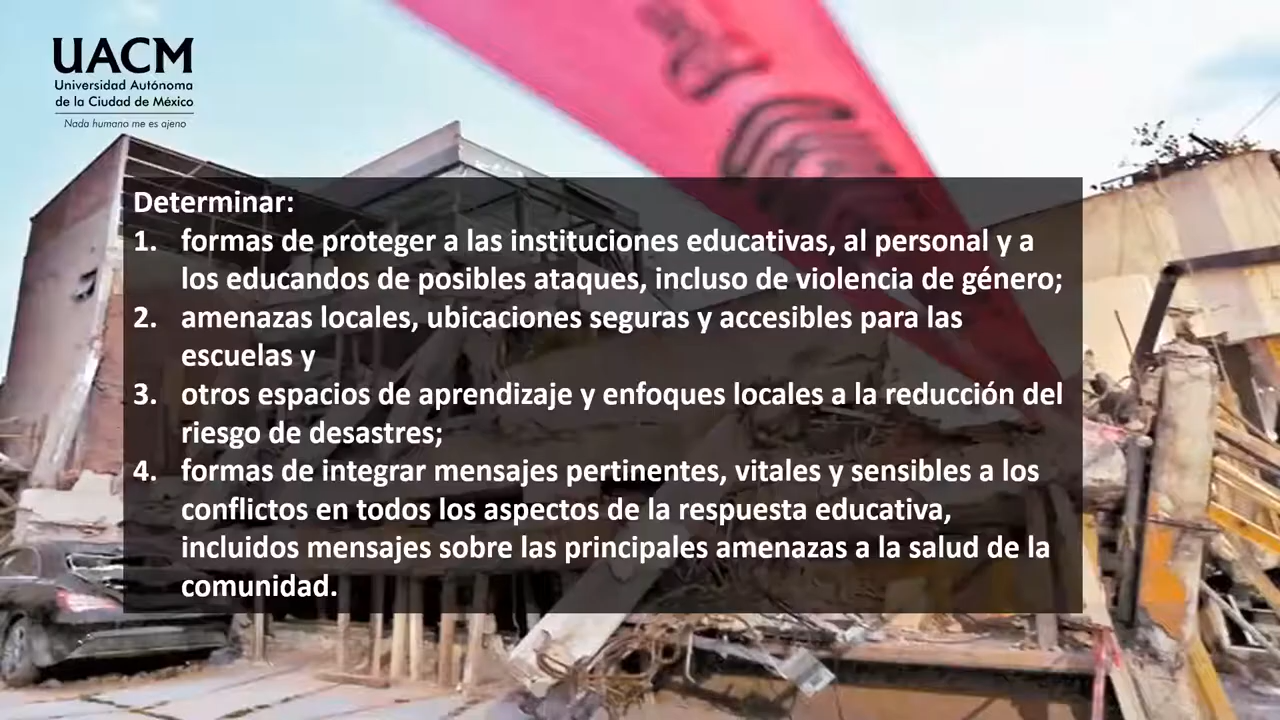 UACM
Universidad Autónoma
de la Ciudad de México
Nada humano me es ajeno
Determinar:
1. formas de proteger a las instituciones educativas, al personal y a
los educandos de posibles ataques, incluso de violencia de género;
2. amenazas locales, ubicaciones seguras y accesibles para las
escuelas y
3. otros espacios de aprendizaje y enfoques locales a la reducción del
riesgo de desastres;
4. formas de integrar mensajes pertinentes, vitales y sensibles a los
conflictos en todos los aspectos de la respuesta educativa,
incluidos mensajes sobre las principales amenazas a la salud de la
comunidad.